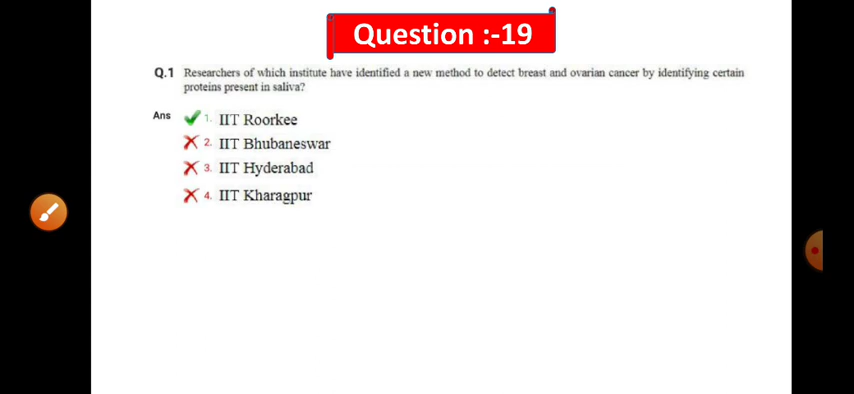 Question :-19
Q.1 Researchers of which institute have identified a new method to detect breast and ovarian cancer by identifying certain
proteins present in saliva?
Ans 1. IIT Roorkee
2. IIT Bhubaneswar
3. IIT Hyderabad
4. IIT Kharagpur